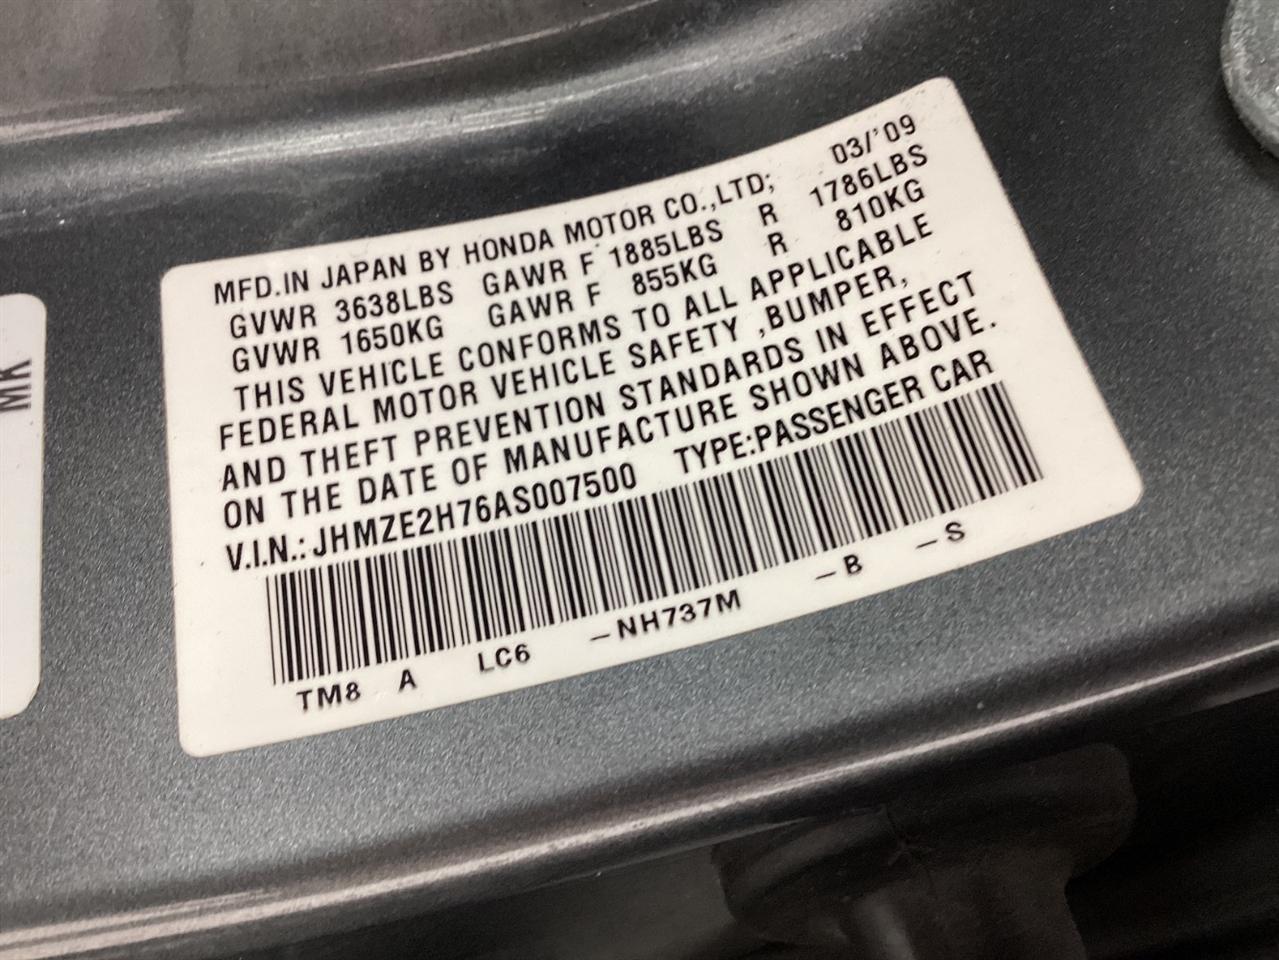 MFD.IN JAPAN BY HONDA MOTOR CO.,LTD; 03/'09
GVWR 3638LBS GAWR F 1885LBS R 1786LBS
GVWR 1650KG GAWR F 855KG R 810KG
THIS VEHICLE CONFORMS TO ALL APPLICABLE
FEDERAL MOTOR VEHICLE SAFETY ,BUMPER,
AND THEFT PREVENTION STANDARDS IN EFFECT
ON THE DATE OF MANUFACTURE SHOWN ABOVE.
V.I.N.: JHMZE2H76AS007500 TYPE:PASSENGER CAR
TM8 A LC6 –NH737M –B –S
MK